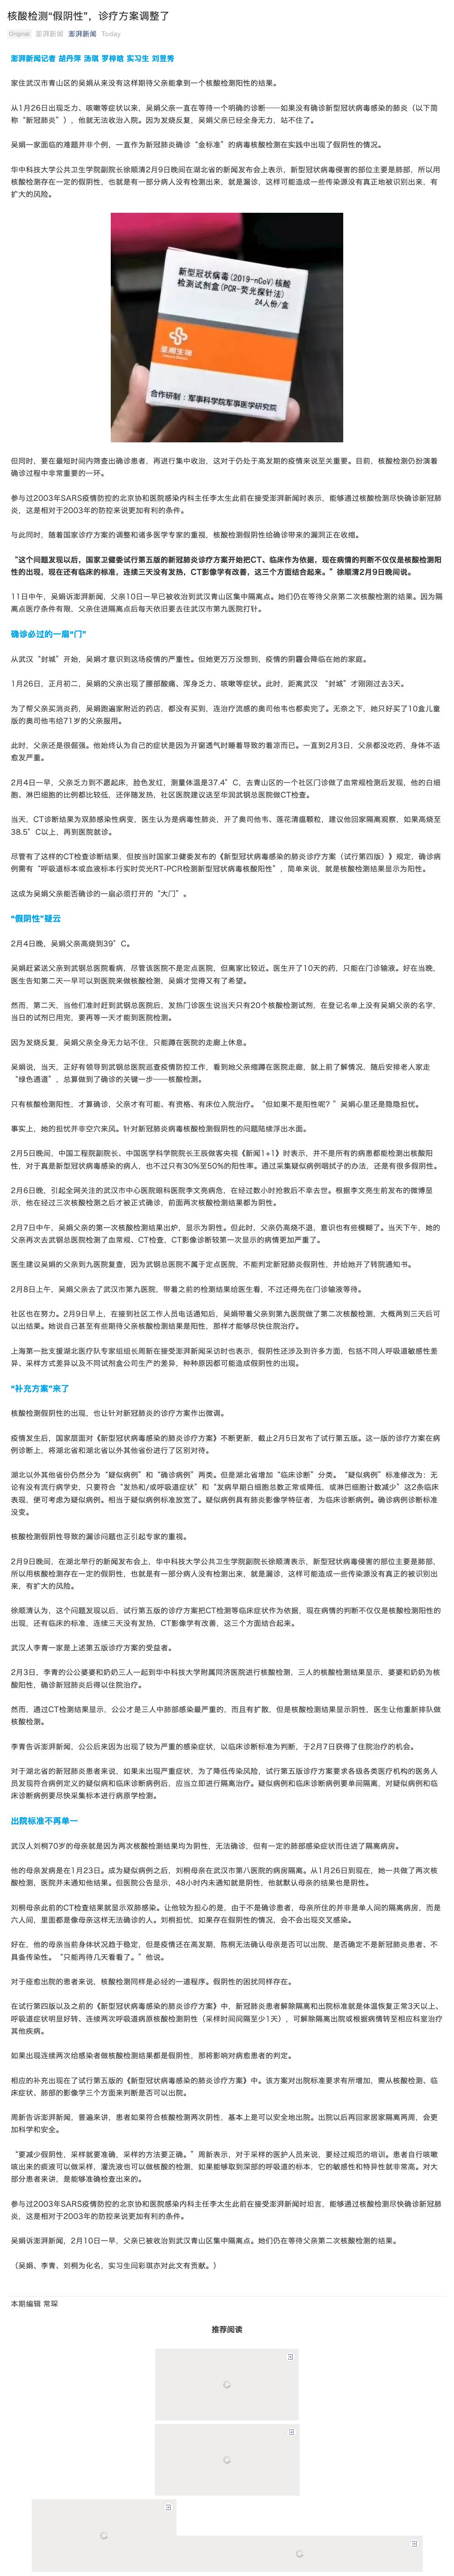 核酸检测“假阴性”，诊疗方案调整了
Original 澎湃新闻 澎湃新闻 Today
澎湃新闻记者 胡丹萍 汤琪 罗梓晗 实习生 刘昱秀
家住武汉市青山区的吴娟从来没有这样期待父亲能拿到一个核酸检测阳性的结果。
从1月26日出现乏力、咳嗽等症状以来，吴娟父亲一直在等待一个明确的诊断——如果没有确诊新型冠状病毒感染的肺炎（以下简
称“新冠肺炎”），他就无法收治入院。因为发烧反复，吴娟父亲已经全身无力，站不住了。
吴娟一家面临的难题并非个例，一直作为新冠肺炎确诊“金标准”的病毒核酸检测在实践中出现了假阴性的情况。
华中科技大学公共卫生学院副院长徐顺清2月9日晚间在湖北省的新闻发布会上表示，新型冠状病毒侵害的部位主要是肺部，所以用
核酸检测存在一定的假阴性，也就是有一部分病人没有检测出来，就是漏诊，这样可能造成一些传染源没有真正地被识别出来，有
扩大的风险。
新型冠状病毒(2019-nCoV)核酸
检测试剂盒(PCR-荧光探针法)
24人份/盒
合作研制：军事科学院军事医学研究院
但同时，要在最短时间内筛查出确诊患者，再进行集中收治，这对于仍处于高发期的疫情来说至关重要。目前，核酸检测仍扮演着
确诊过程中非常重要的一环。
参与过2003年SARS疫情防控的北京协和医院感染内科主任李太生此前在接受澎湃新闻时表示，能够通过核酸检测尽快确诊新冠肺
炎，这是相对于2003年的防控来说更加有利的条件。
与此同时，随着国家诊疗方案的调整和诸多医学专家的重视，核酸检测假阴性给确诊带来的漏洞正在收缩。
“这个问题发现以后，国家卫健委试行第五版的新冠肺炎诊疗方案开始把CT、临床作为依据，现在病情的判断不仅仅是核酸检测阳
性的出现，现在还有临床的标准，连续三天没有发热，CT影像学有改善，这三个方面结合起来。”徐顺清2月9日晚间说。
11日中午，吴娟诉澎湃新闻，父亲10日一早已被收治到武汉青山区集中隔离点。她们仍在等待父亲第二次核酸检测的结果。因为隔
离点医疗条件有限，父亲住进隔离点后每天依旧要去往武汉市第九医院打针。
确诊必过的一扇“门”
从武汉“封城”开始，吴娟才意识到这场疫情的严重性。但她更万万没想到，疫情的阴霾会降临在她的家庭。
1月26日，正月初二，吴娟的父亲出现了腰部酸痛、浑身乏力、咳嗽等症状。此时，距离武汉 “封城”才刚刚过去3天。
为了帮父亲买消炎药，吴娟跑遍家附近的药店，都没有买到，连治疗流感的奥司他韦也都卖完了。无奈之下，她只好买了10盒儿童
版的奥司他韦给71岁的父亲服用。
此时，父亲还是很倔强。他始终认为自己的症状是因为开窗透气时睡着导致的着凉而已。一直到2月3日，父亲都没吃药，身体不适
愈发严重。
2月4日一早，父亲乏力到不愿起床，脸色发红，测量体温是37.4°C，去青山区的一个社区门诊做了血常规检测后发现，他的白细
胞、淋巴细胞的比例都比较低，还伴随发热，社区医院建议送至华润武钢总医院做CT检查。
当天，CT诊断结果为双肺感染性病变，医生认为是病毒性肺炎，开了奥司他韦、莲花清瘟颗粒，建议他回家隔离观察，如果高烧至
38.5°C以上，再到医院就诊。
尽管有了这样的CT检查诊断结果，但按当时国家卫健委发布的《新型冠状病毒感染的肺炎诊疗方案（试行第四版）》规定，确诊病
例需有“呼吸道标本或血液标本行实时荧光RT-PCR检测新型冠状病毒核酸阳性”，简单来说，就是核酸检测结果显示为阳性。
这成为吴娟父亲能否确诊的一扇必须打开的“大门”。
“假阴性”疑云
2月4日晚，吴娟父亲高烧到39°C。
吴娟赶紧送父亲到武钢总医院看病，尽管该医院不是定点医院，但离家比较近。医生开了10天的药，只能在门诊输液。好在当晚，
医生告知第二天一早可以到医院来做核酸检测，吴娟才觉得又有了希望。
然而，第二天，当他们准时赶到武钢总医院后，发热门诊医生说当天只有20个核酸检测试剂，在登记名单上没有吴娟父亲的名字，
当日的试剂已用完，要再等一天才能到医院检测。
因为发烧反复，吴娟父亲全身无力站不住，只能蹲在医院的走廊上休息。
吴娟说，当天，正好有领导到武钢总医院巡查疫情防控工作，看到她父亲缩蹲在医院走廊，就上前了解情况，随后安排老人家走
“绿色通道”，总算做到了确诊的关键一步——核酸检测。
只有核酸检测阳性，才算确诊，父亲才有可能、有资格、有床位入院治疗。“但如果不是阳性呢？”吴娟心里还是隐隐担忧。
事实上，她的担忧并非空穴来风。针对新冠肺炎病毒核酸检测假阴性的问题陆续浮出水面。
2月5日晚间，中国工程院副院长、中国医学科学院院长王辰做客央视《新闻1+1》时表示，并不是所有的病患都能检测出核酸阳
性，对于真是新型冠状病毒感染的病人，也不过只有30%至50%的阳性率。通过采集疑似病例咽拭子的办法，还是有很多假阴性。
2月6日晚，引起全网关注的武汉市中心医院眼科医院李文亮病危，在经过数小时抢救后不幸去世。根据李文亮生前发布的微博显
示，他在经过三次核酸检测之后才被正式确诊，前面两次核酸检测结果都为阴性。
2月7日中午，吴娟父亲的第一次核酸检测结果出炉，显示为阴性。但此时，父亲仍高烧不退，意识也有些模糊了。当天下午，她的
父亲再次去武钢总医院检测了血常规、CT检查，CT影像诊断较第一次显示的病情更加严重了。
医生建议吴娟的父亲到九医院复查，因为武钢总医院不属于定点医院，不能判定新冠肺炎假阴性，并给她开了转院通知书。
2月8日上午，吴娟父亲去了武汉市第九医院，带着之前的检测结果给医生看，不过还得先在门诊输液等待。
社区也在努力。2月9日早上，在接到社区工作人员电话通知后，吴娟带着父亲到第九医院做了第二次核酸检测，大概两到三天后可
以出结果。她说自己甚至有些期待父亲核酸检测结果是阳性，那样才能够尽快住院治疗。
上海第一批支援湖北医疗队专家组组长周新在接受澎湃新闻采访时也表示，假阴性还涉及到许多方面，包括不同人呼吸道敏感性差
异、采样方式差异以及不同试剂盒公司生产的差异，种种原因都可能造成假阴性的出现。
“补充方案”来了
核酸检测假阴性的出现，也让针对新冠肺炎的诊疗方案作出微调。
疫情发生后，国家层面对《新型冠状病毒感染的肺炎诊疗方案》不断更新，截止2月5日发布了试行第五版。这一版的诊疗方案在病
例诊断上，将湖北省和湖北省以外其他省份进行了区别对待。
湖北以外其他省份仍然分为“疑似病例”和“确诊病例”两类。但是湖北省增加“临床诊断”分类。“疑似病例”标准修改为：无
论有没有流行病学史，只要符合“发热和/或呼吸道症状”和“发病早期白细胞总数正常或降低，或淋巴细胞计数减少”这2条临床
表现，便可考虑为疑似病例。相当于疑似病例标准放宽了。疑似病例具有肺炎影像学特征者，为临床诊断病例。确诊病例诊断标准
没变。
核酸检测假阴性导致的漏诊问题也正引起专家的重视。
2月9日晚间，在湖北举行的新闻发布会上，华中科技大学公共卫生学院副院长徐顺清表示，新型冠状病毒侵害的部位主要是肺部，
所以用核酸检测存在一定的假阴性，也就是有一部分病人没有检测出来，就是漏诊，这样可能造成一些传染源没有真正的被识别出
来，有扩大的风险。
徐顺清认为，这个问题发现以后，试行第五版的诊疗方案把CT检测等临床症状作为依据，现在病情的判断不仅仅是核酸检测阳性的
出现，还有临床的标准，连续三天没有发热，CT影像学有改善，这三个方面结合起来。
武汉人李青一家是上述第五版诊疗方案的受益者。
2月3日，李青的公公婆婆和奶奶三人一起到华中科技大学附属同济医院进行核酸检测，三人的核酸检测结果显示，婆婆和奶奶为核
酸阳性，确诊新冠肺炎后得以住院治疗。
然而，通过CT检测结果显示，公公才是三人中肺部感染最严重的，而且有扩散，但是核酸检测结果显示阴性，医生让他重新排队做
核酸检测。
李青告诉澎湃新闻，公公后来因为出现了较为严重的感染症状，以临床诊断标准为判断，于2月7日获得了住院治疗的机会。
对于湖北省的新冠肺炎患者来说，如果未出现严重症状，为了降低传染风险，试行第五版诊疗方案要求各级各类医疗机构的医务人
员发现符合病例定义的疑似病和临床诊断病例后，应当立即进行隔离治疗。疑似病例和临床诊断病例要单间隔离，对疑似病例和临
床诊断病例要尽快采集标本进行病原学检测。
出院标准不再单一
武汉人刘桐70岁的母亲就是因为两次核酸检测结果均为阴性，无法确诊，但有一定的肺部感染症状而住进了隔离病房。
他的母亲发病是在1月23日。成为疑似病例之后，刘桐母亲在武汉市第八医院的病房隔离。从1月26日到现在，她一共做了两次核
酸检测，医院并未通知他结果。但医院公告显示，48小时内未通知就是阴性，他就默认母亲的结果也是阴性。
刘桐母亲此前的CT检查结果就显示双肺感染。让他较为担心的是，由于不是确诊患者，母亲所住的并非是单人间的隔离病房，而是
六人间，里面都是像母亲这样无法确诊的人。刘桐担忧，如果存在假阴性的情况，会不会出现交叉感染。
好在，他的母亲当前身体状况趋于稳定，但是疫情还在高发期，陈桐无法确认母亲是否可以出院，是否确定不是新冠肺炎患者、不
具备传染性。“只能再待几天看看了。”他说。
对于痊愈出院的患者来说，核酸检测同样是必经的一道程序。假阴性的困扰同样存在。
在试行第四版以及之前的《新型冠状病毒感染的肺炎诊疗方案》中，新冠肺炎患者解除隔离和出院标准就是体温恢复正常3天以上、
呼吸道症状明显好转、连续两次呼吸道病原核酸检测阴性（采样时间间隔至少1天），可解除隔离出院或根据病情转至相应科室治疗
其他疾病。
如果出现连续两次给感染者做核酸检测结果都是假阴性，那将影响对病愈患者的判定。
相应的补充出现在了试行第五版的《新型冠状病毒感染的肺炎诊疗方案》中。该方案对出院标准要求有所增加，需从核酸检测、临
床症状、肺部的影像学三个方面来判断是否可以出院。
周新告诉澎湃新闻，普遍来讲，患者如果符合核酸检测两次阴性，基本上是可以安全地出院。出院以后再回家居家隔离两周，会更
加科学和安全。
“要减少假阴性，采样就要准确，采样的方法要正确。”周新表示，对于采样的医护人员来说，要经过规范的培训。患者自行咳嗽
咳出来的痰液可以做采样，灌洗液也可以做核酸的检测，如果能够取到深部的呼吸道的标本，它的敏感性和特异性就非常高。对大
部分患者来讲，是能够准确检查出来的。
参与过2003年SARS疫情防控的北京协和医院感染内科主任李太生此前在接受澎湃新闻时坦言，能够通过核酸检测尽快确诊新冠肺
炎，这是相对于2003年的防控来说更加有利的条件。
吴娟诉澎湃新闻，2月10日一早，父亲已被收治到武汉青山区集中隔离点。她们仍在等待父亲第二次核酸检测的结果。
（吴娟、李青、刘桐为化名，实习生闫彩琪亦对此文有贡献。）
本期编辑 常琛
推荐阅读